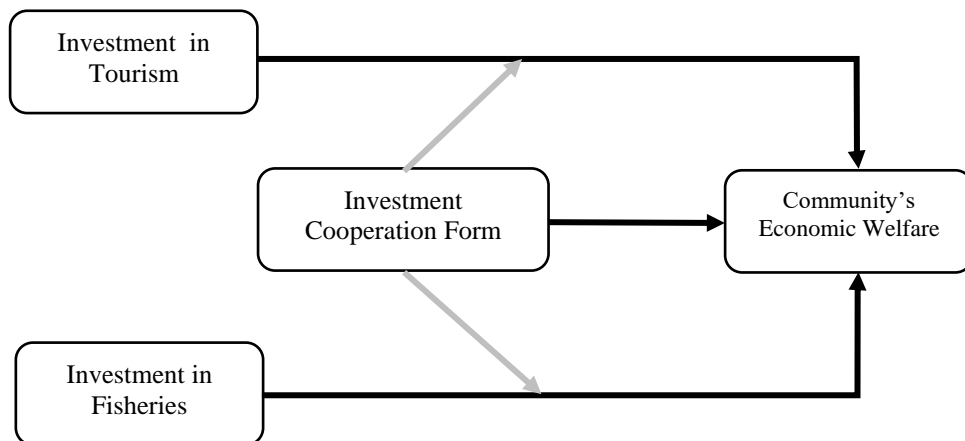 Investment in
Tourism
Investment
Cooperation Form
Community’s
Economic Welfare
Investment in
Fisheries